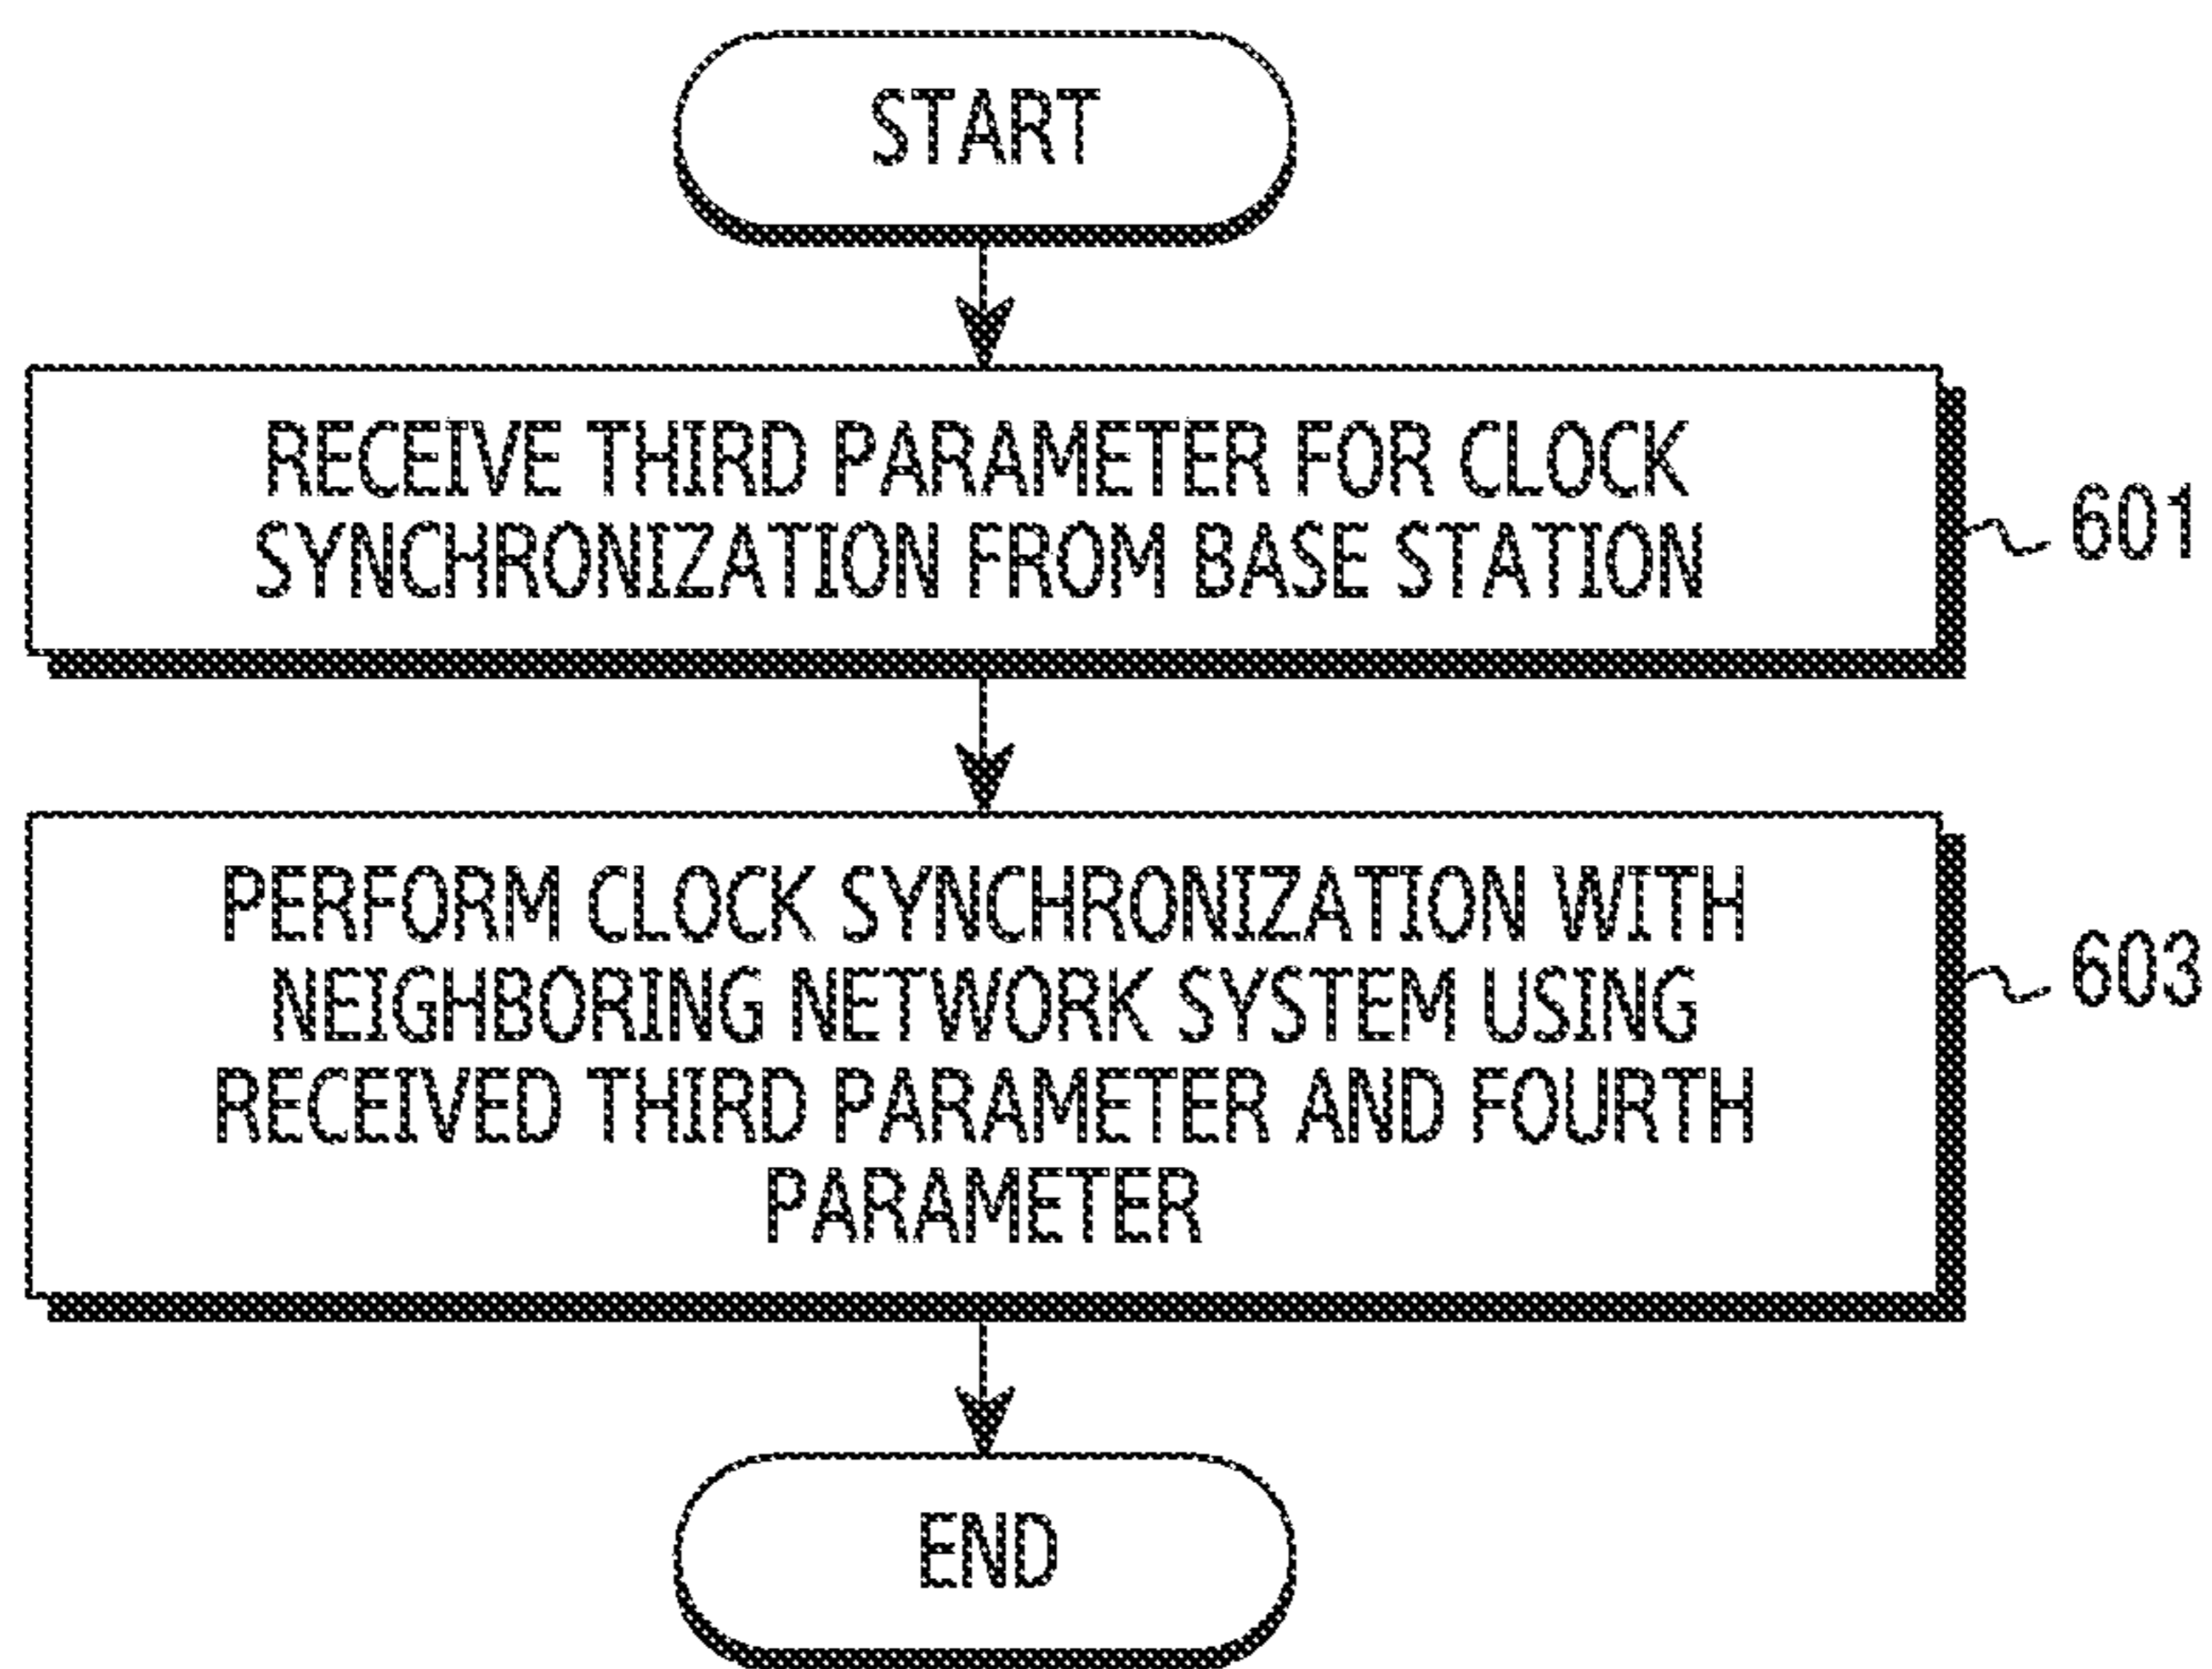 START
RECEIVE THIRD PARAMETER FOR CLOCK
SYNCHRONIZATION FROM BASE STATION
601
PERFORM CLOCK SYNCHRONIZATION WITH
NEIGHBORING NETWORK SYSTEM USING
RECEIVED THIRD PARAMETER AND FOURTH
PARAMETER
603
END